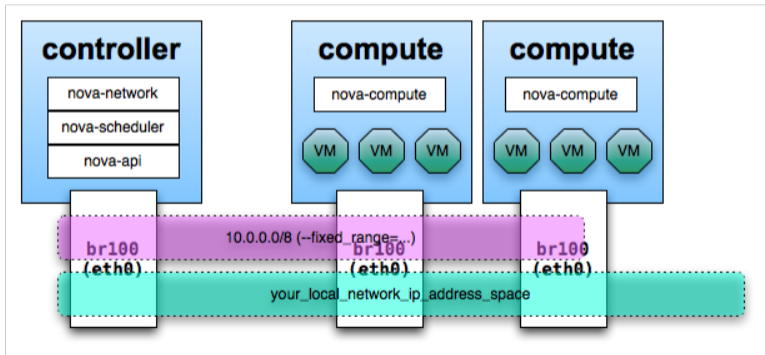 controller
nova-network
nova-scheduler
nova-api
compute
nova-compute
VM VM VM
compute
nova-compute
VM VM VM
10.0.0.0/8 (--fixed_range=...)
br100
(eth0)
br100
(eth0)
br100
(eth0)
your_local_network_ip_address_space